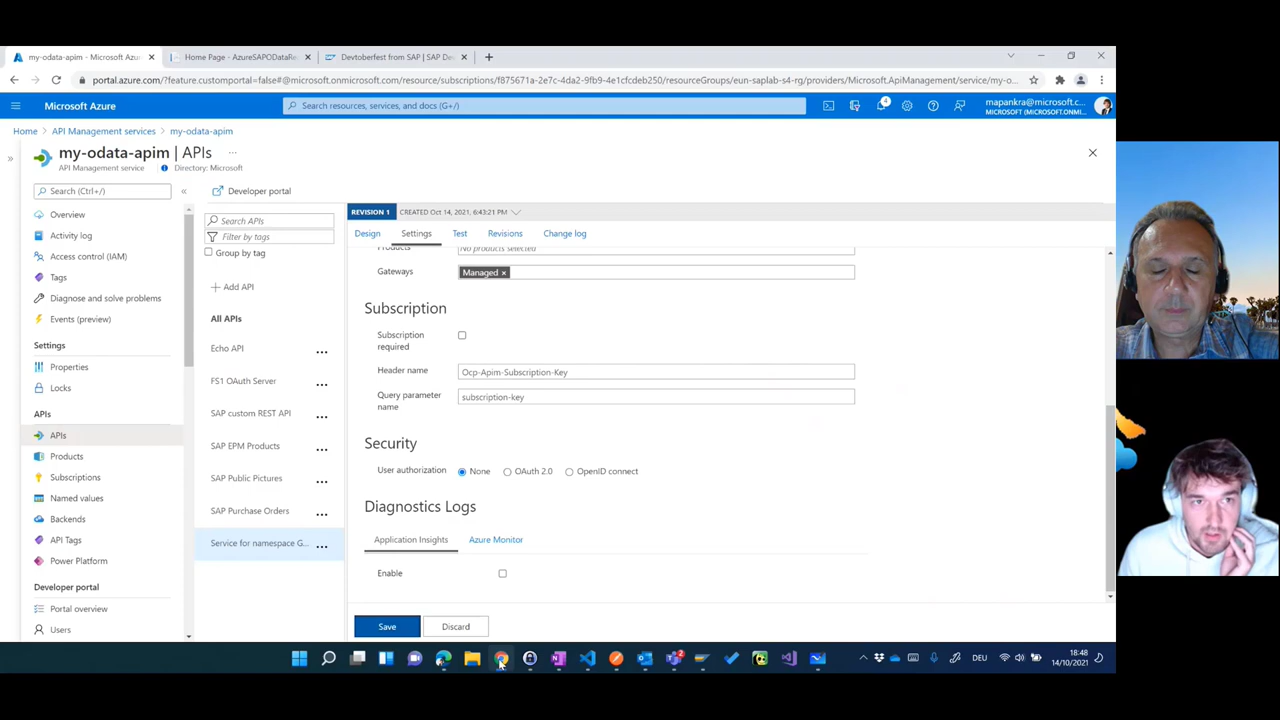 my-odata-apim - Microsoft Azu
Home Page - AzureSAPODataRe
Devtoberfest from SAP | SAP De
portal.azure.com/?feature.customportal=false#@microsoft.onmicrosoft.com/resource/subscriptions/f875671a-2e7c-4da2-9fb9-4e1cfcdeb250/resourceGroups/eun-saplab-s4-rg/providers/Microsoft.ApiManagement/service/my-o...
Microsoft Azure
Search resources, services, and docs (G+/)
4
mapankra@microsoft.c...
MICROSOFT (MICROSOFT.ONMI...
Home
API Management services
my-odata-apim
my-odata-apim | APIs
...
API Management service
Directory: Microsoft
Search (Ctrl+/)
Overview
Activity log
Access control (IAM)
Tags
Diagnose and solve problems
Events (preview)
Settings
Properties
Locks
APIs
APIs
Products
Subscriptions
Named values
Backends
API Tags
Power Platform
Developer portal
Portal overview
Users
Developer portal
Search APIs
Filter by tags
Group by tag
Add API
All APIs
Echo API
FS1 OAuth Server
SAP custom REST API
SAP EPM Products
SAP Public Pictures
SAP Purchase Orders
Service for namespace G...
REVISION 1
CREATED Oct 14, 2021, 6:43:21 PM
Design
Settings
Test
Revisions
Change log
Products
No products selected
Gateways
Managed ×
Subscription
Subscription
required
Header name
Ocp-Apim-Subscription-Key
Query parameter
name
subscription-key
Security
User authorization
None
OAuth 2.0
OpenID connect
Diagnostics Logs
Application Insights
Azure Monitor
Enable
Save
Discard
2
DEU
18:48
14/10/2021